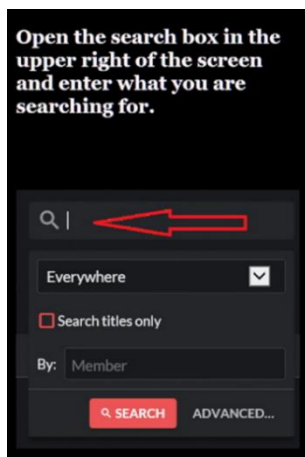 Open the search box in the
upper right of the screen
and enter what you are
searching for.
Everywhere
Search titles only
By: Member
SEARCH ADVANCED...